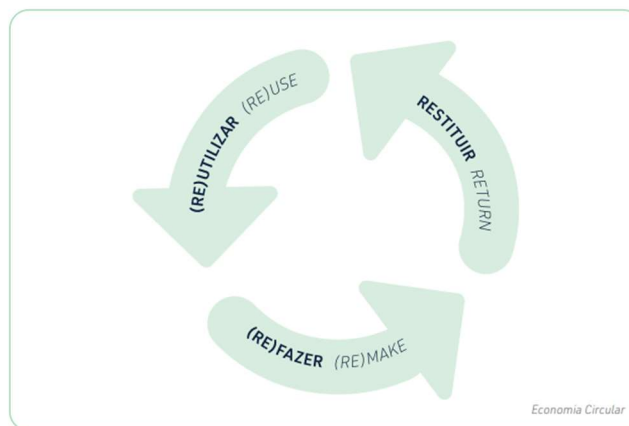 (RE)UTILIZAR (RE)USE
RESTITUIR RETURN
(RE)FAZER (RE)MAKE
Economia Circular